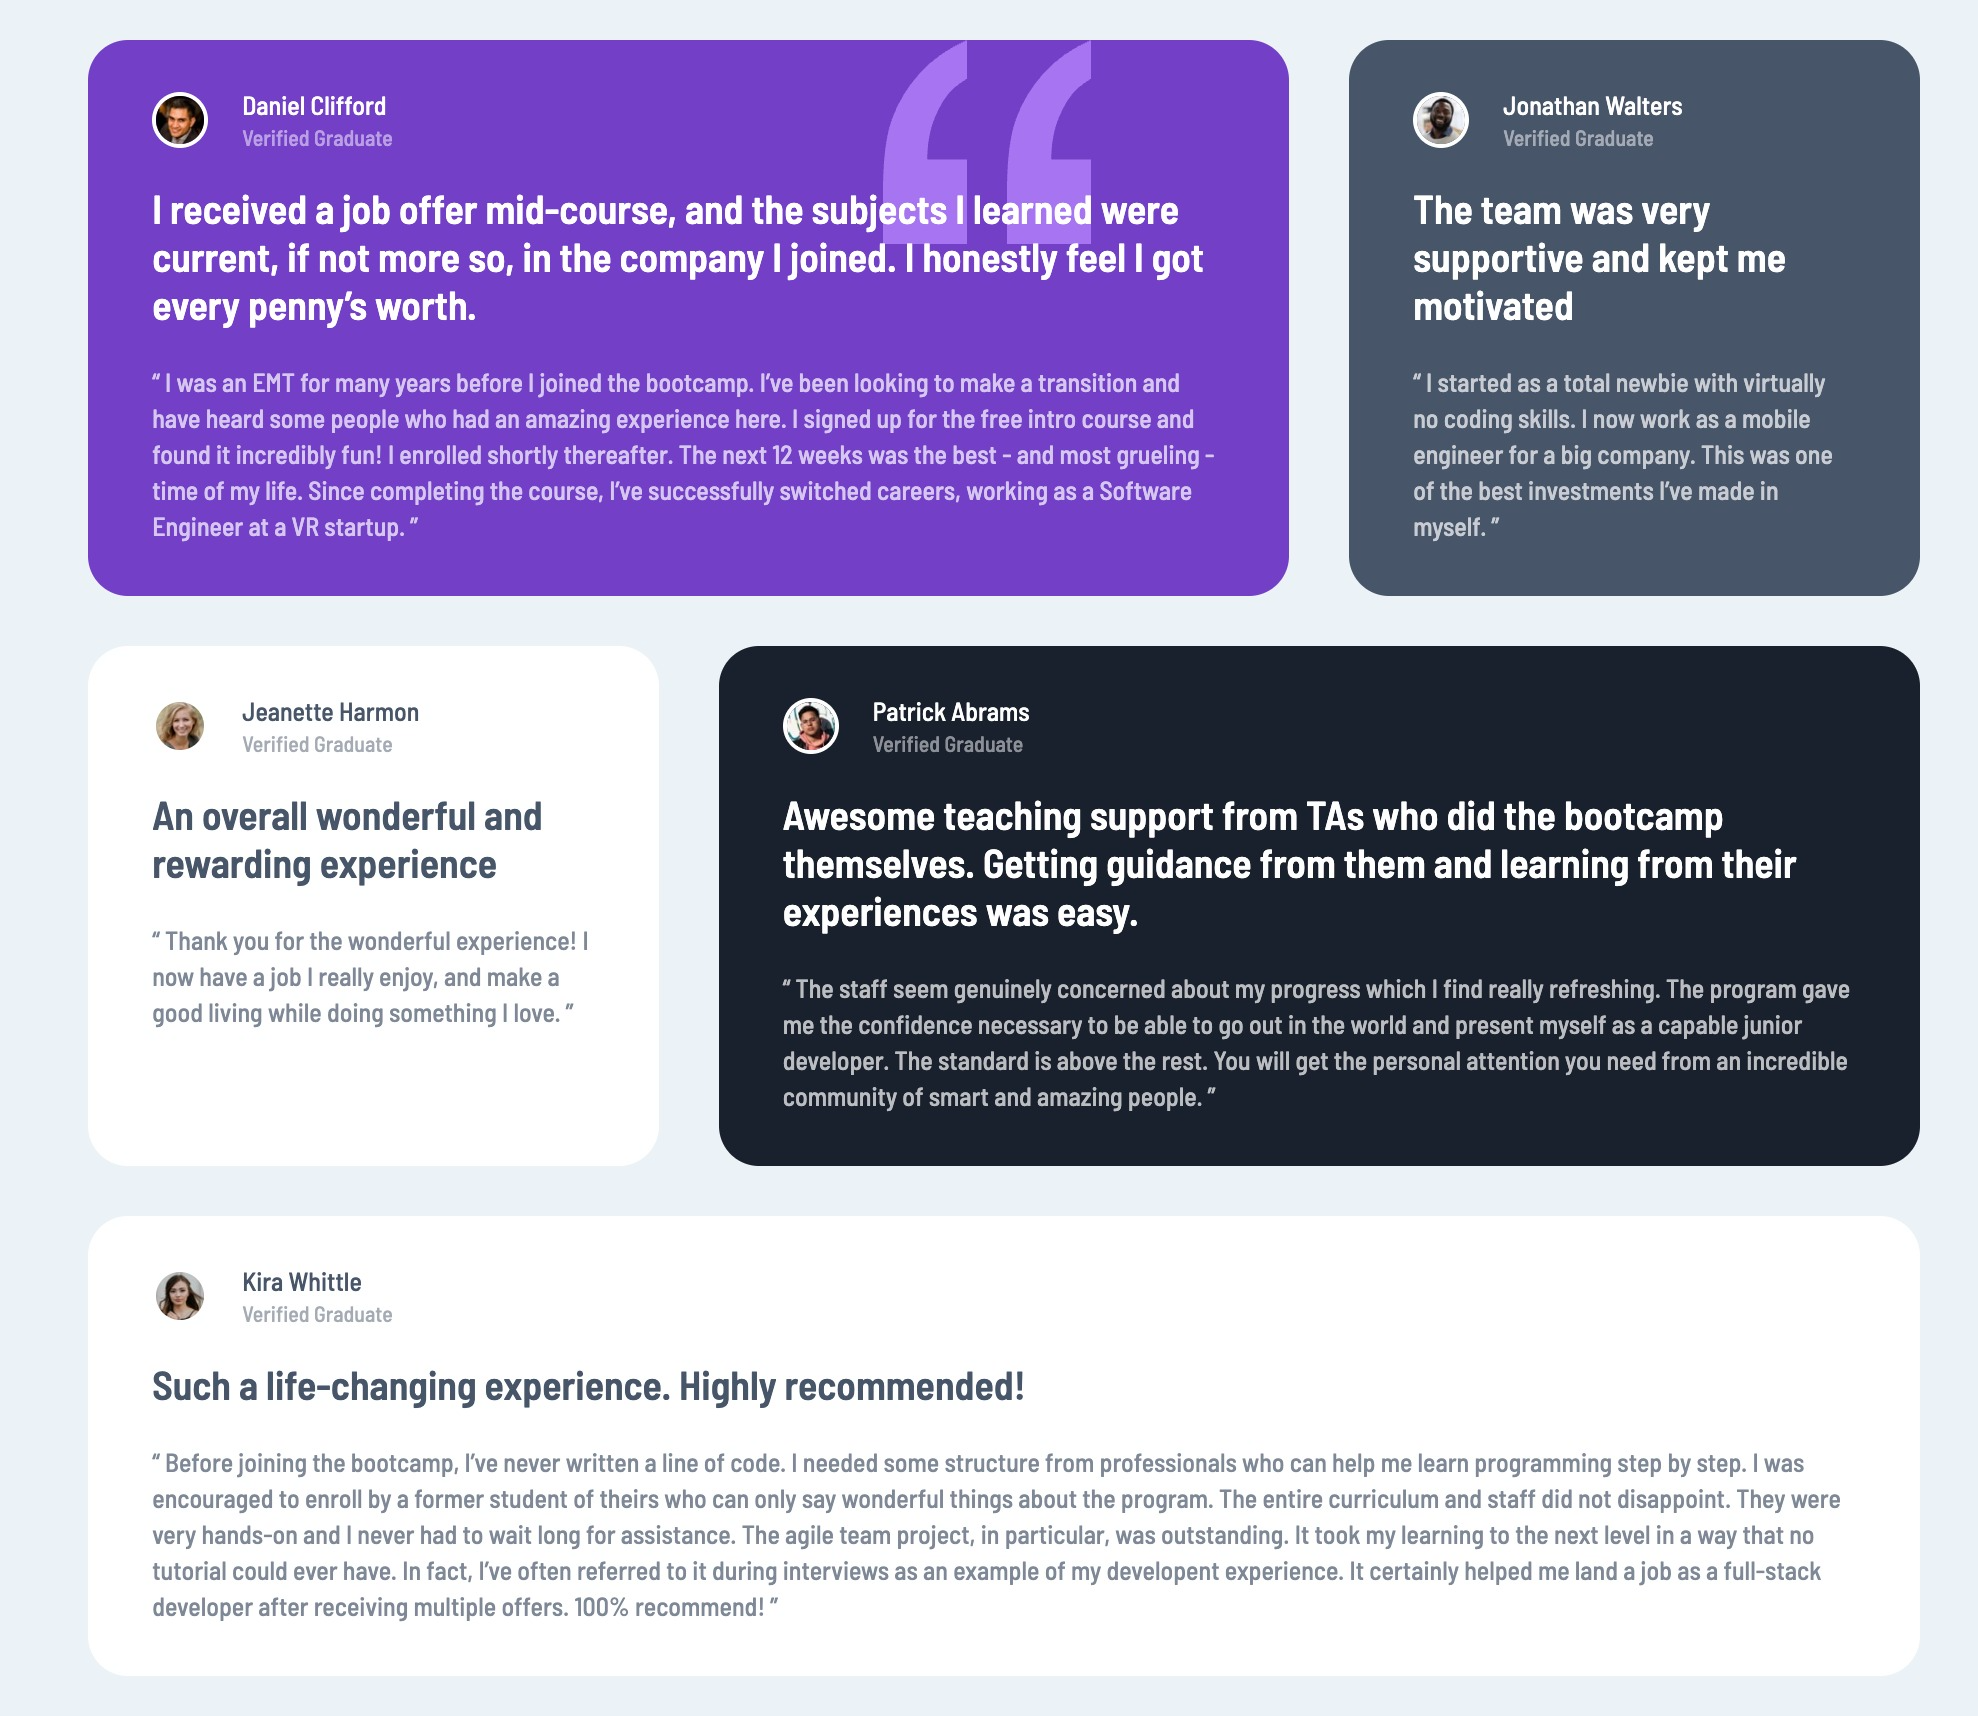 Daniel Clifford
Verified Graduate
I received a job offer mid-course, and the subjects I learned were
current, if not more so, in the company I joined. I honestly feel I got
every penny’s worth.
“ I was an EMT for many years before I joined the bootcamp. I’ve been looking to make a transition and
have heard some people who had an amazing experience here. I signed up for the free intro course and
found it incredibly fun! I enrolled shortly thereafter. The next 12 weeks was the best - and most grueling -
time of my life. Since completing the course, I’ve successfully switched careers, working as a Software
Engineer at a VR startup. ”
Jonathan Walters
Verified Graduate
The team was very
supportive and kept me
motivated
“ I started as a total newbie with virtually
no coding skills. I now work as a mobile
engineer for a big company. This was one
of the best investments I’ve made in
myself. ”
Jeanette Harmon
Verified Graduate
An overall wonderful and
rewarding experience
“ Thank you for the wonderful experience! I
now have a job I really enjoy, and make a
good living while doing something I love. ”
Patrick Abrams
Verified Graduate
Awesome teaching support from TAs who did the bootcamp
themselves. Getting guidance from them and learning from their
experiences was easy.
“ The staff seem genuinely concerned about my progress which I find really refreshing. The program gave
me the confidence necessary to be able to go out in the world and present myself as a capable junior
developer. The standard is above the rest. You will get the personal attention you need from an incredible
community of smart and amazing people. ”
Kira Whittle
Verified Graduate
Such a life-changing experience. Highly recommended!
“ Before joining the bootcamp, I’ve never written a line of code. I needed some structure from professionals who can help me learn programming step by step. I was
encouraged to enroll by a former student of theirs who can only say wonderful things about the program. The entire curriculum and staff did not disappoint. They were
very hands-on and I never had to wait long for assistance. The agile team project, in particular, was outstanding. It took my learning to the next level in a way that no
tutorial could ever have. In fact, I’ve often referred to it during interviews as an example of my developent experience. It certainly helped me land a job as a full-stack
developer after receiving multiple offers. 100% recommend! ”